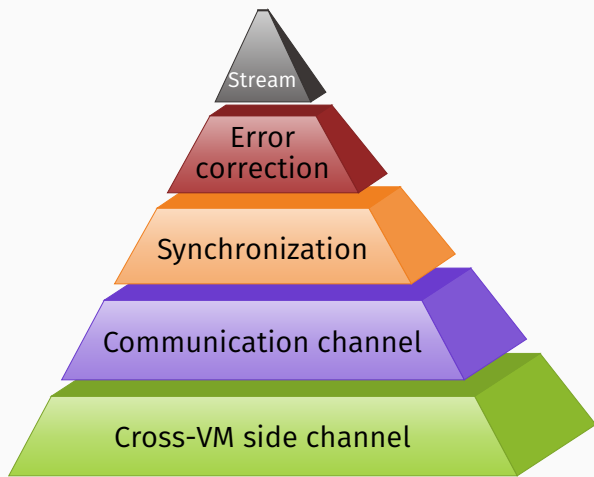 Stream
Error
correction
Synchronization
Communication channel
Cross-VM side channel